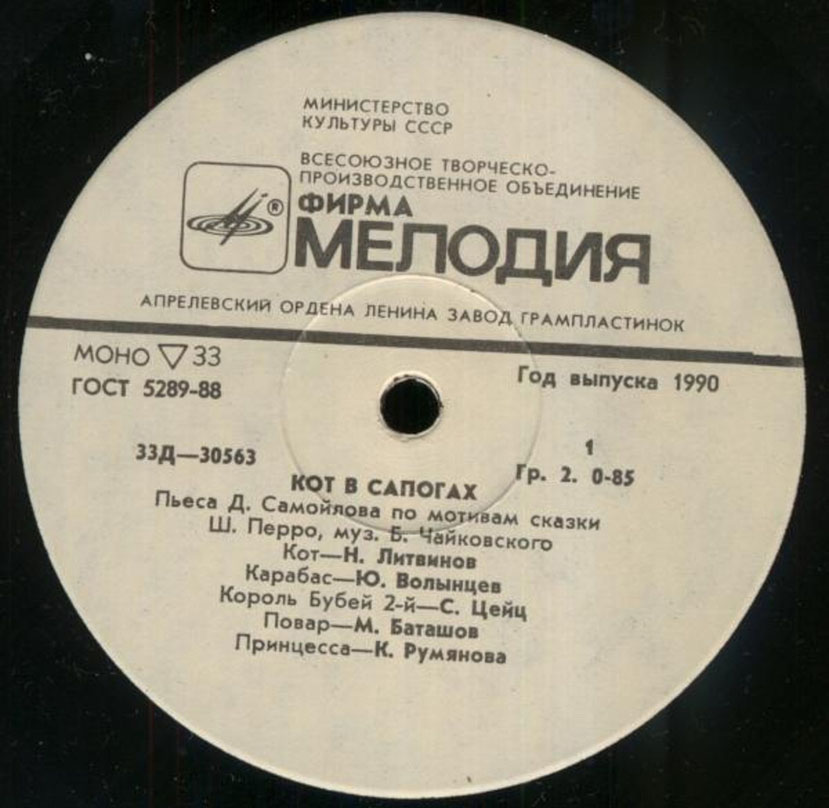 МИНИСТЕРСТВО
КУЛЬТУРЫ СССР
ВСЕСОЮЗНОЕ ТВОРЧЕСКО-
ПРОИЗВОДСТВЕННОЕ ОБЪЕДИНЕНИЕ
®
ФИРМА
МЕЛОДИЯ
АПРЕЛЕВСКИЙ ОРДЕНА ЛЕНИНА ЗАВОД ГРАМПЛАСТИНОК
МОНО ▽ 33
ГОСТ 5289-88
Год выпуска 1990
33Д—30563
1
Гр. 2. 0-85
КОТ В САПОГАХ
Пьеса Д. Самойлова по мотивам сказки
Ш. Перро, муз. Б. Чайковского
Кот—Н. Литвинов
Карабас—Ю. Волынцев
Король Бубей 2-й—С. Цейц
Повар—М. Баташов
Принцесса—К. Румянова